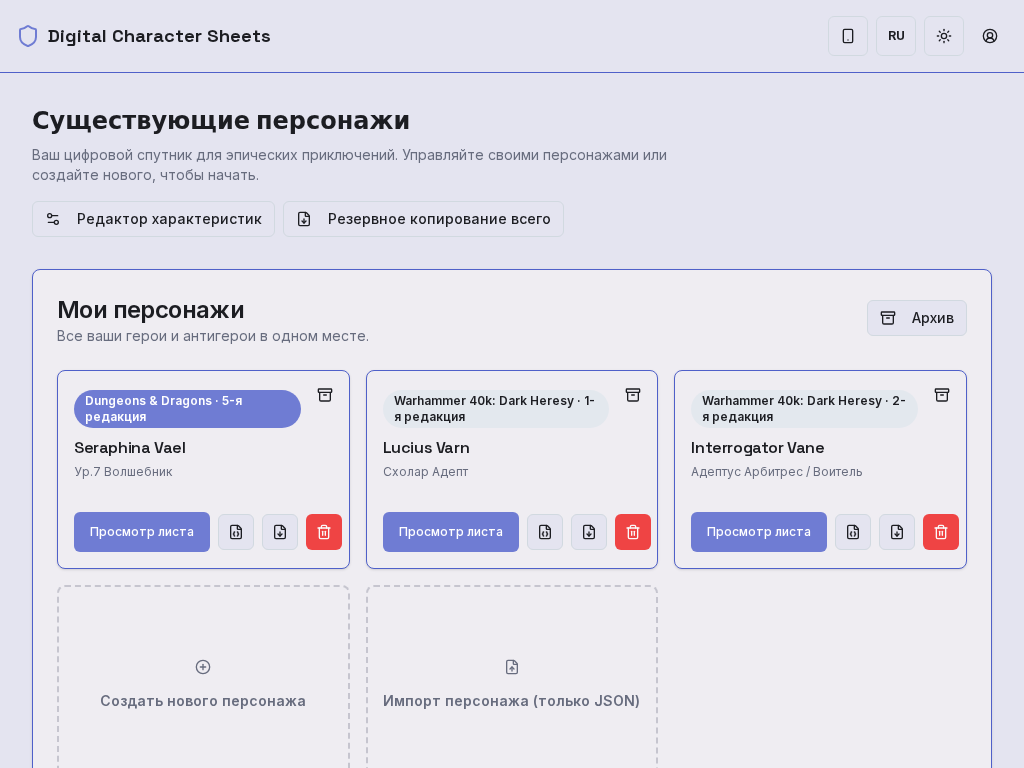 Digital Character Sheets
RU
Существующие персонажи
Ваш цифровой спутник для эпических приключений. Управляйте своими персонажами или
создайте нового, чтобы начать.
Редактор характеристик
Резервное копирование всего
Мои персонажи
Все ваши герои и антигерои в одном месте.
Архив
Dungeons & Dragons · 5-я
редакция
Seraphina Vael
Ур.7 Волшебник
Просмотр листа
Warhammer 40k: Dark Heresy · 1-
я редакция
Lucius Varn
Схолар Адепт
Просмотр листа
Warhammer 40k: Dark Heresy · 2-
я редакция
Interrogator Vane
Адептус Арбитрес / Воитель
Просмотр листа
Создать нового персонажа
Импорт персонажа (только JSON)